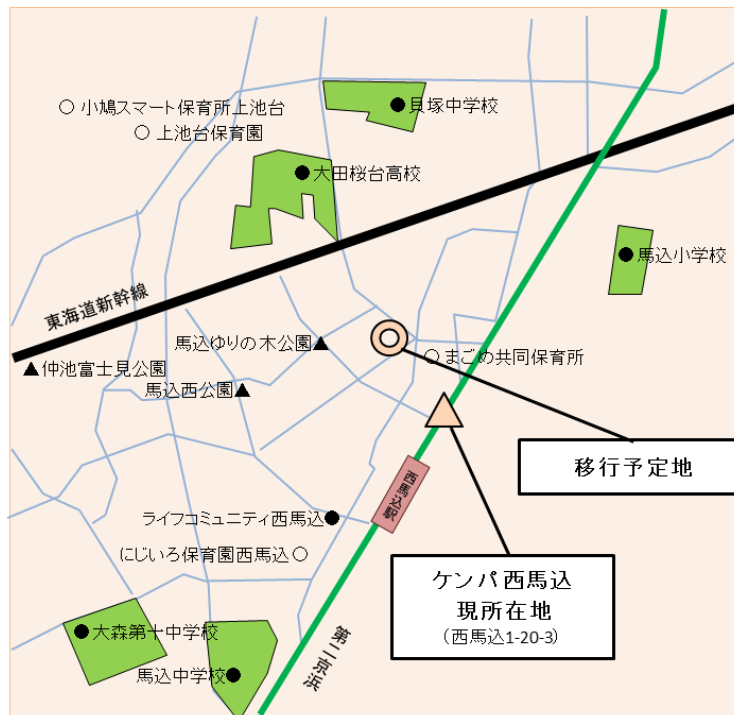 貝塚中学校
○ 小鳩スマート保育所上池台
○ 上池台保育園
大田桜台高校
馬込小学校
東海道新幹線
馬込ゆりの木公園▲
○ まごめ共同保育所
▲仲池富士見公園
馬込西公園▲
移行予定地
西馬込駅
ライフコミュニティ西馬込
にじいろ保育園西馬込○
ケンパ西馬込
現所在地
(西馬込1-20-3)
大森第十中学校
第二京浜
馬込中学校